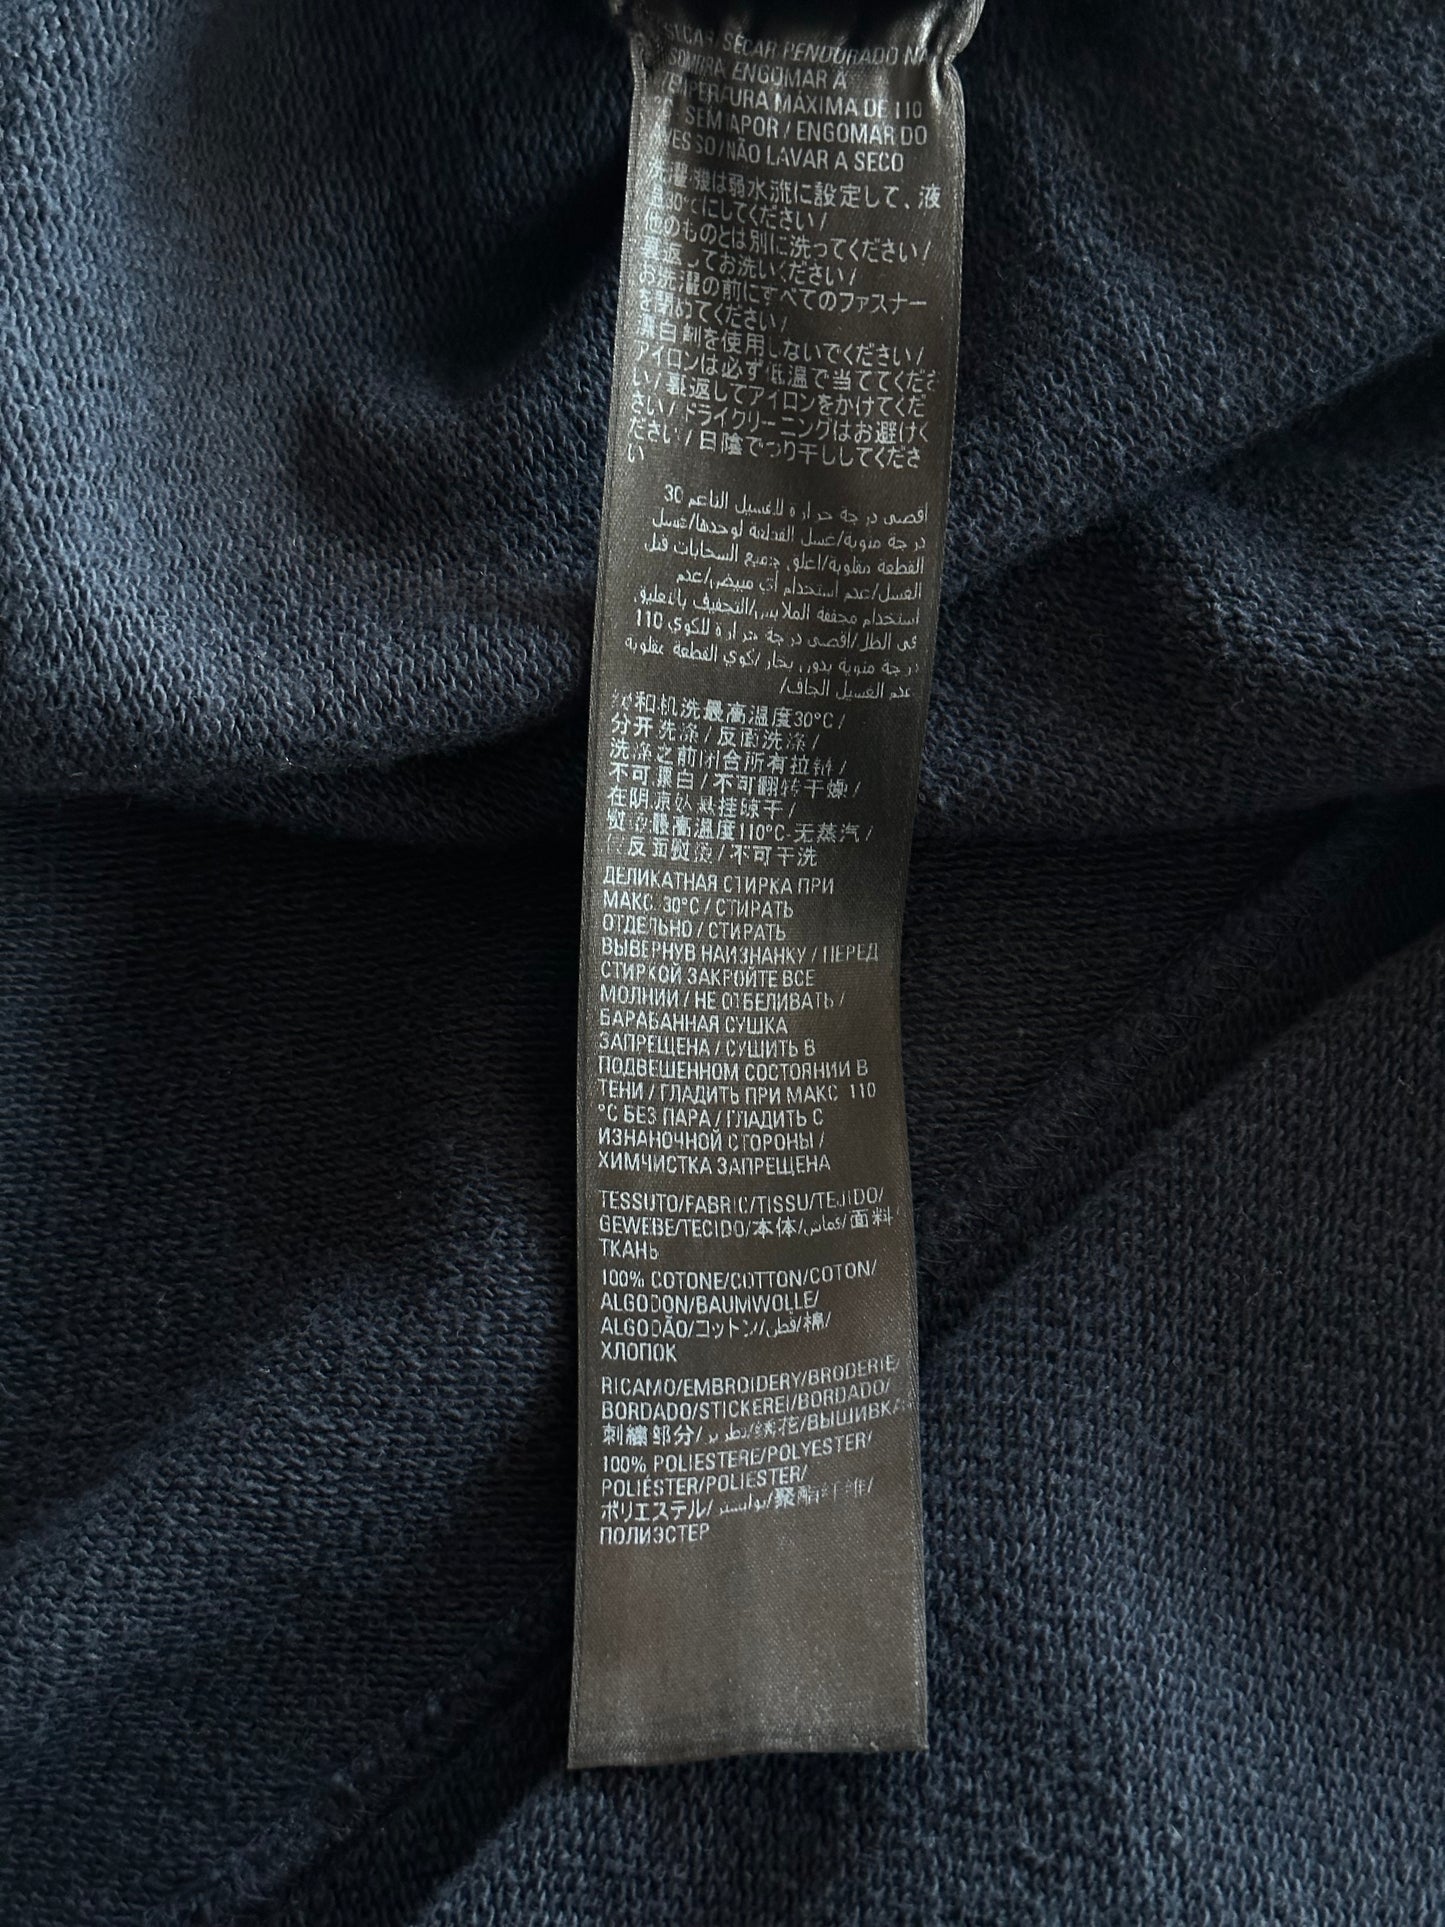 SECAR/ SECAR PENDURADO NA
SOMBRA ENGOMAR À
TEMPERATURA MÁXIMA DE 110
SEM VAPOR / ENGOMAR DO
AVESSO/NÃO LAVAR A SECO
洗濯機は弱水流に設定して、液
温30℃にしてください/
他のものとは別に洗ってください/
裏返してお洗いください/
お洗濯の前にすべてのファスナー
を閉めてください/
漂白剤を使用しないでください/
アイロンは必ず低温で当ててくださ
い/裏返してアイロンをかけてくだ
さい/ドライクリーニングはお避けく
ださい/日陰でつり干ししてくださ
い
أقصى درجة حرارة للغسيل الناعم 30
درجة مئوية/غسل القطعة لوحدها/غسل
القطعة مقلوبة/اغلق جميع السحابات قبل
الغسل/عدم استخدام أي مبيض/عدم
استخدام مجففة الملابس/التجفيف بالتعليق
في الظل/أقصى درجة حرارة للكوي 110
درجة مئوية بدون بخار/كوي القطعة مقلوبة
عدم الغسيل الجاف/
缓和机洗最高温度30°C /
分开洗涤 / 反面洗涤 /
洗涤之前闭合所有拉链 /
不可漂白 / 不可翻转干燥 /
在阴凉处悬挂晾干 /
熨烫最高温度110°C-无蒸汽 /
反面熨烫 / 不可干洗
ДЕЛИКАТНАЯ СТИРКА ПРИ
МАКС. 30°C / СТИРАТЬ
ОТДЕЛЬНО / СТИРАТЬ
ВЫВЕРНУВ НАИЗНАНКУ / ПЕРЕД
СТИРКОЙ ЗАКРОЙТЕ ВСЕ
МОЛНИИ / НЕ ОТБЕЛИВАТЬ /
БАРАБАННАЯ СУШКА
ЗАПРЕЩЕНА / СУШИТЬ В
ПОДВЕШЕННОМ СОСТОЯНИИ В
ТЕНИ / ГЛАДИТЬ ПРИ МАКС 110
°C БЕЗ ПАРА / ГЛАДИТЬ С
ИЗНАНОЧНОЙ СТОРОНЫ /
ХИМЧИСТКА ЗАПРЕЩЕНА
TESSUTO/FABRIC/TISSU/TEJIDO/
GEWEBE/TECIDO/本体/قماش/面料/
ТКАНЬ
100% COTONE/COTTON/COTON/
ALGODON/BAUMWOLLE/
ALGODÃO/コットン/قطن/棉/
ХЛОПОК
RICAMO/EMBROIDERY/BRODERIE/
BORDADO/STICKEREI/BORDADO/
刺繍部分/تطريز/绣花/ВЫШИВКА
100% POLIESTERE/POLYESTER/
POLIÉSTER/POLIESTER/
ポリエステル/بوليستر/聚酯纤维/
ПОЛИЭСТЕР